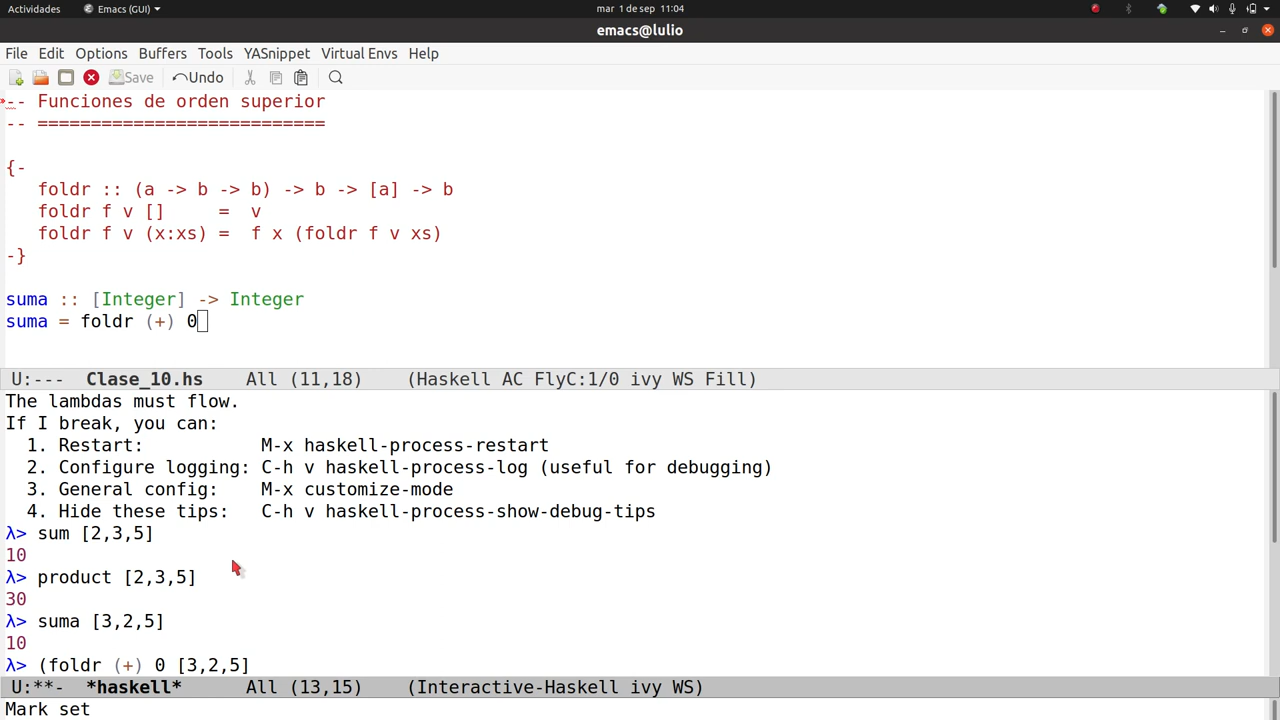 Actividades Emacs (GUI) mar 1 de sep 11:04
emacs@lulio
File Edit Options Buffers Tools YASnippet Virtual Envs Help
Save Undo
-- Funciones de orden superior
-- ===========================
{-
foldr :: (a -> b -> b) -> b -> [a] -> b
foldr f v [] = v
foldr f v (x:xs) = f x (foldr f v xs)
-}
suma :: [Integer] -> Integer
suma = foldr (+) 0
U:--- Clase_10.hs All (11,18) (Haskell AC FlyC:1/0 ivy WS Fill)
The lambdas must flow.
If I break, you can:
1. Restart: M-x haskell-process-restart
2. Configure logging: C-h v haskell-process-log (useful for debugging)
3. General config: M-x customize-mode
4. Hide these tips: C-h v haskell-process-show-debug-tips
λ> sum [2,3,5]
10
λ> product [2,3,5]
30
λ> suma [3,2,5]
10
λ> (foldr (+) 0 [3,2,5]
U:**- *haskell* All (13,15) (Interactive-Haskell ivy WS)
Mark set